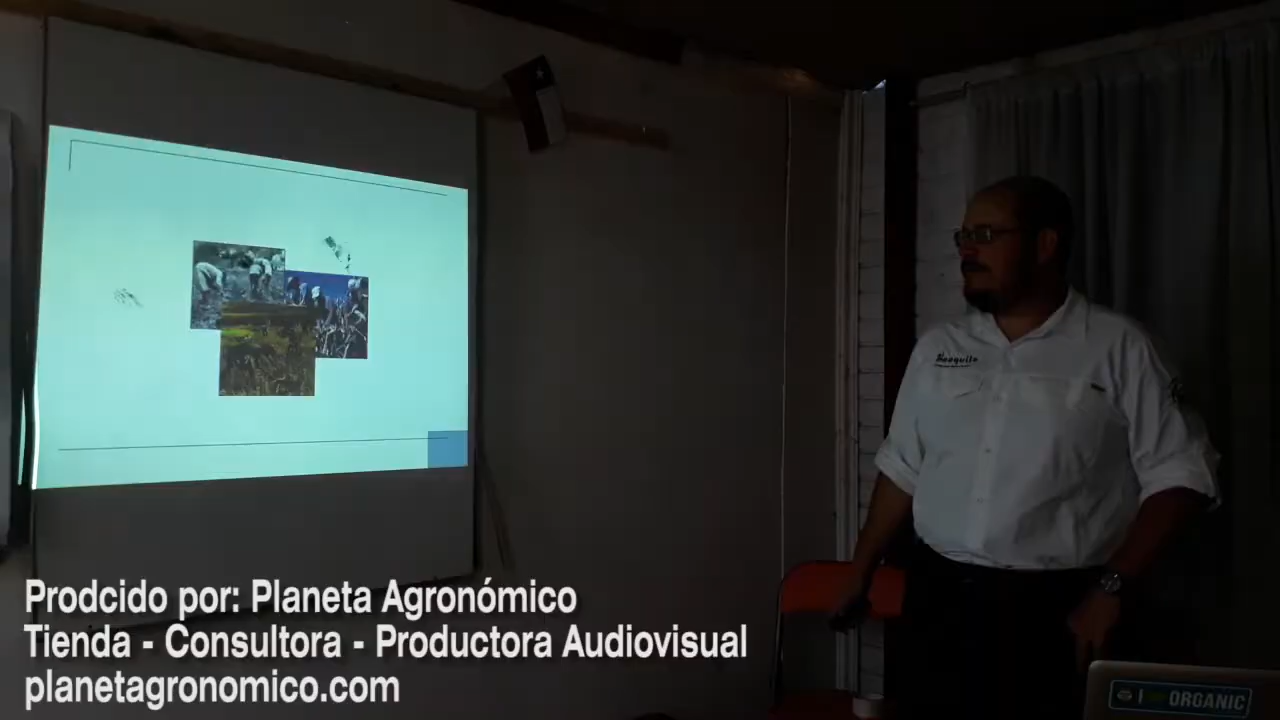 Prodcido por: Planeta Agronómico
Tienda - Consultora - Productora Audiovisual
planetagronomico.com
I ORGANIC